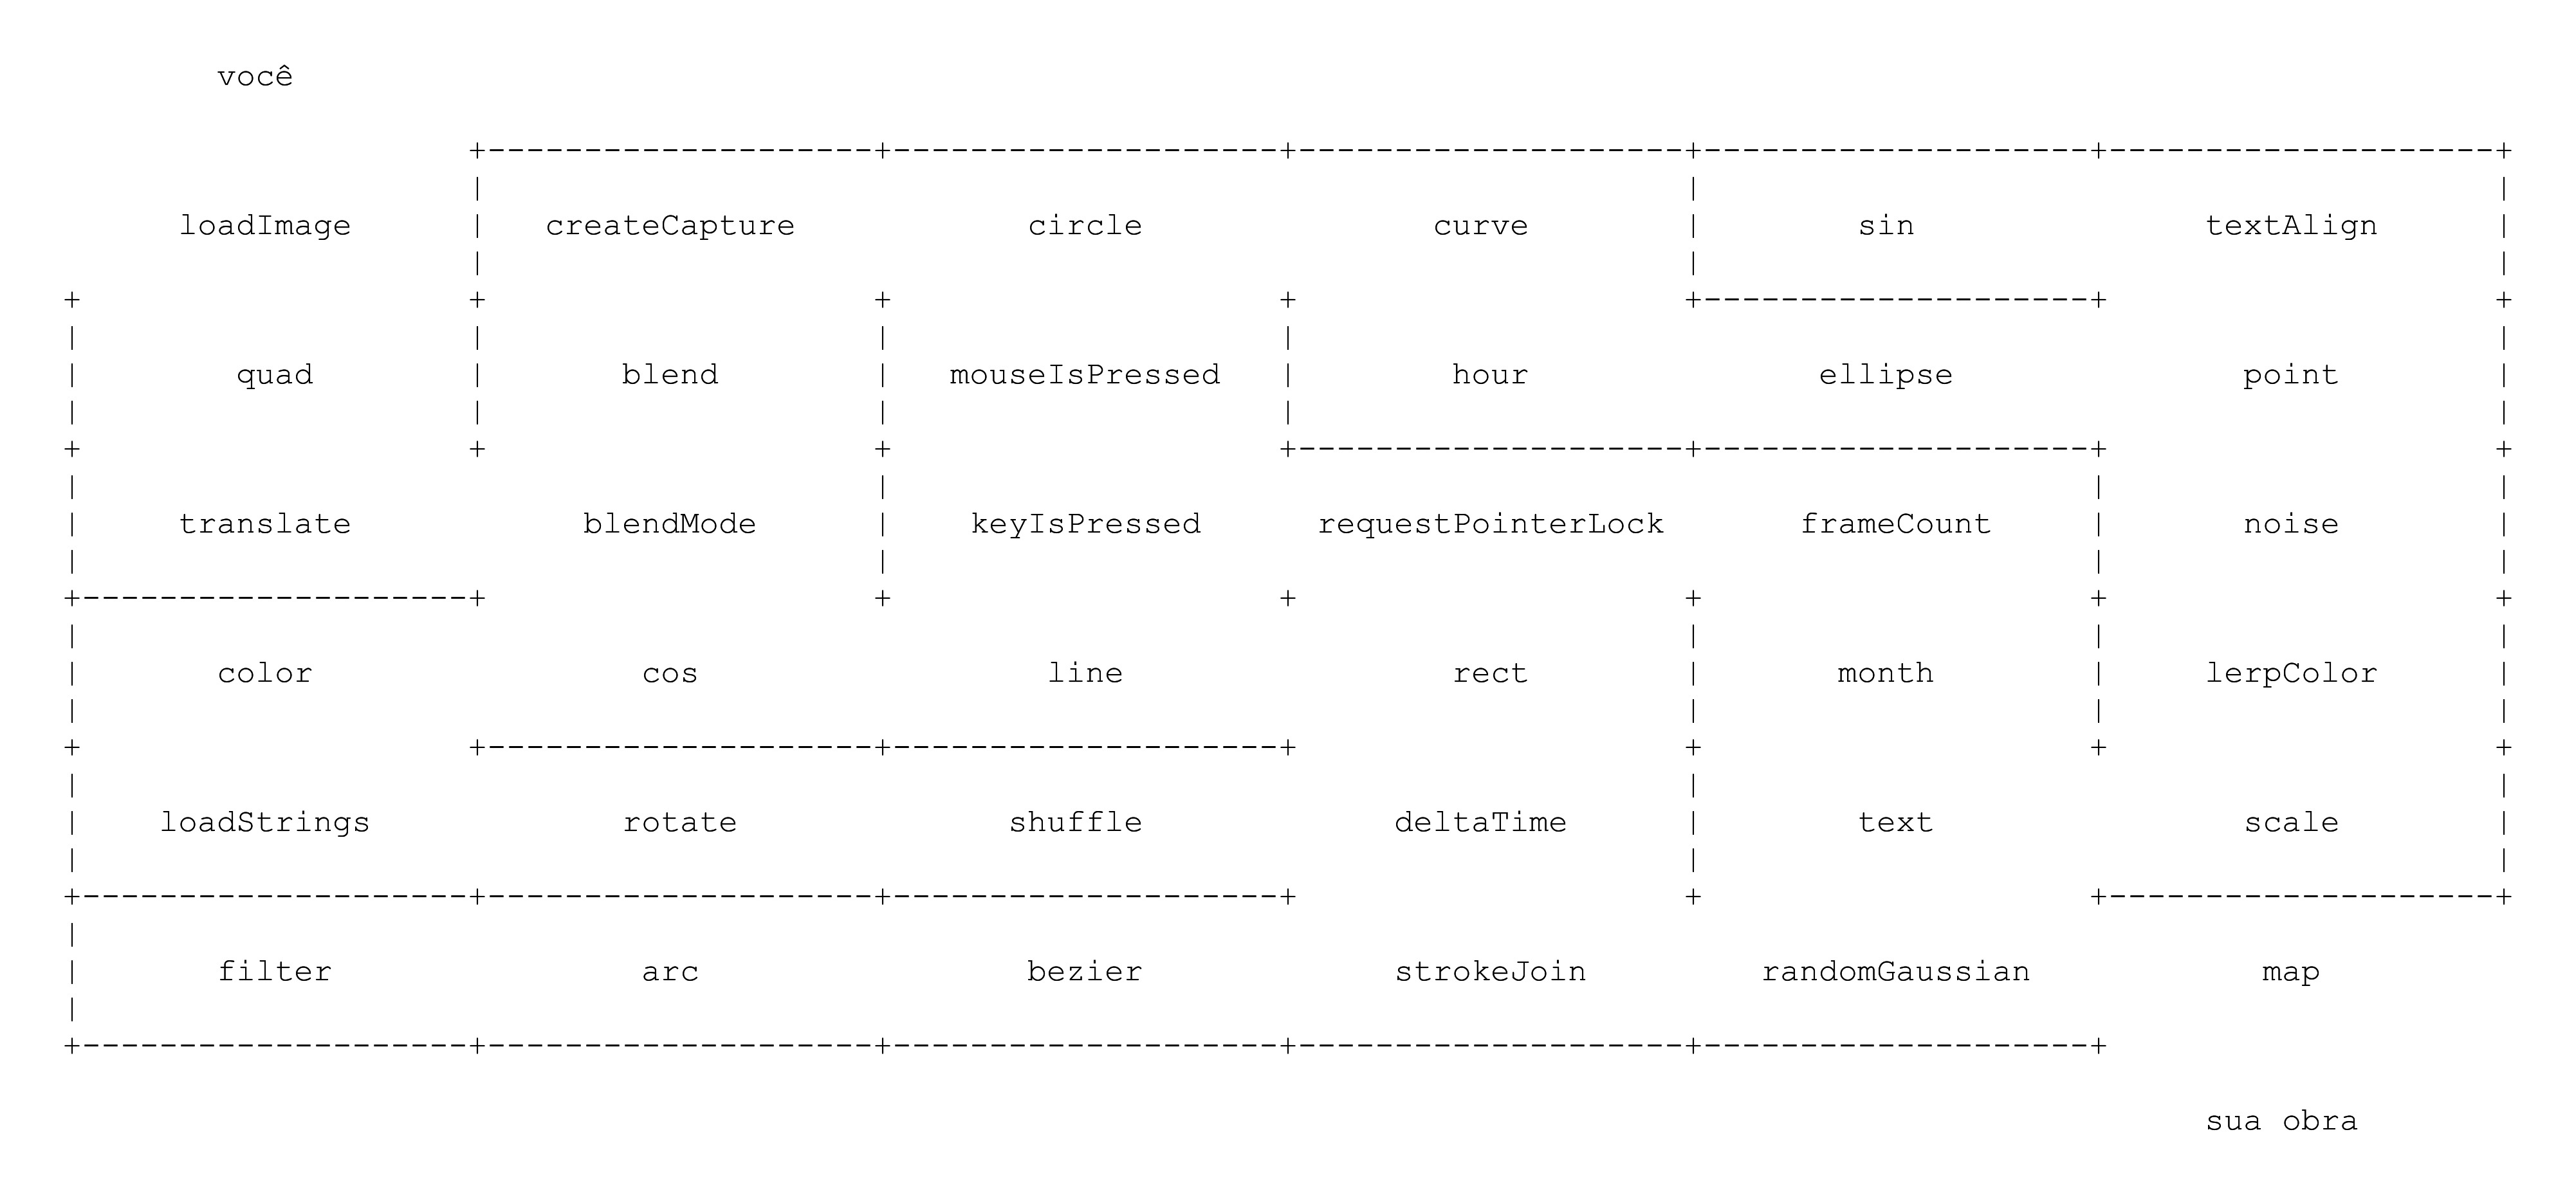 você
loadImage createCapture circle curve sin textAlign
quad blend mouseIsPressed hour ellipse point
translate blendMode keyIsPressed requestPointerLock frameCount noise
color cos line rect month lerpColor
loadStrings rotate shuffle deltaTime text scale
filter arc bezier strokeJoin randomGaussian map
sua obra